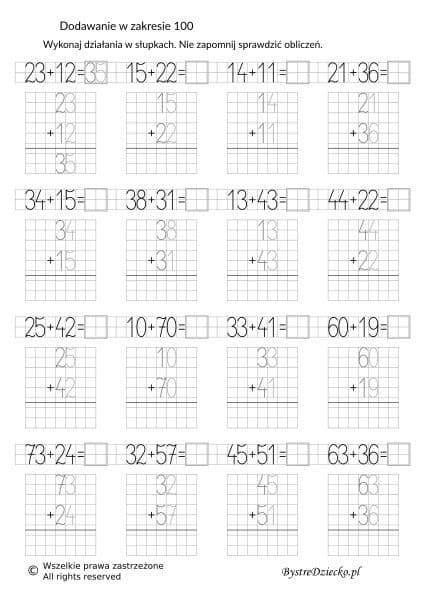 Dodawanie w zakresie 100
Wykonaj działania w słupkach. Nie zapomnij sprawdzić obliczeń.
23+12=35 15+22= 14+11= 21+36=
23 15 14 21
+12 +22 +11 +36
35
34+15= 38+31= 13+43= 44+22=
34 38 13 44
+15 +31 +43 +22
25+42= 10+70= 33+41= 60+19=
25 10 33 60
+42 +70 +41 +19
73+24= 32+57= 45+51= 63+36=
73 32 45 63
+24 +57 +51 +36
© Wszelkie prawa zastrzeżone
All rights reserved
BystreDziecko.pl